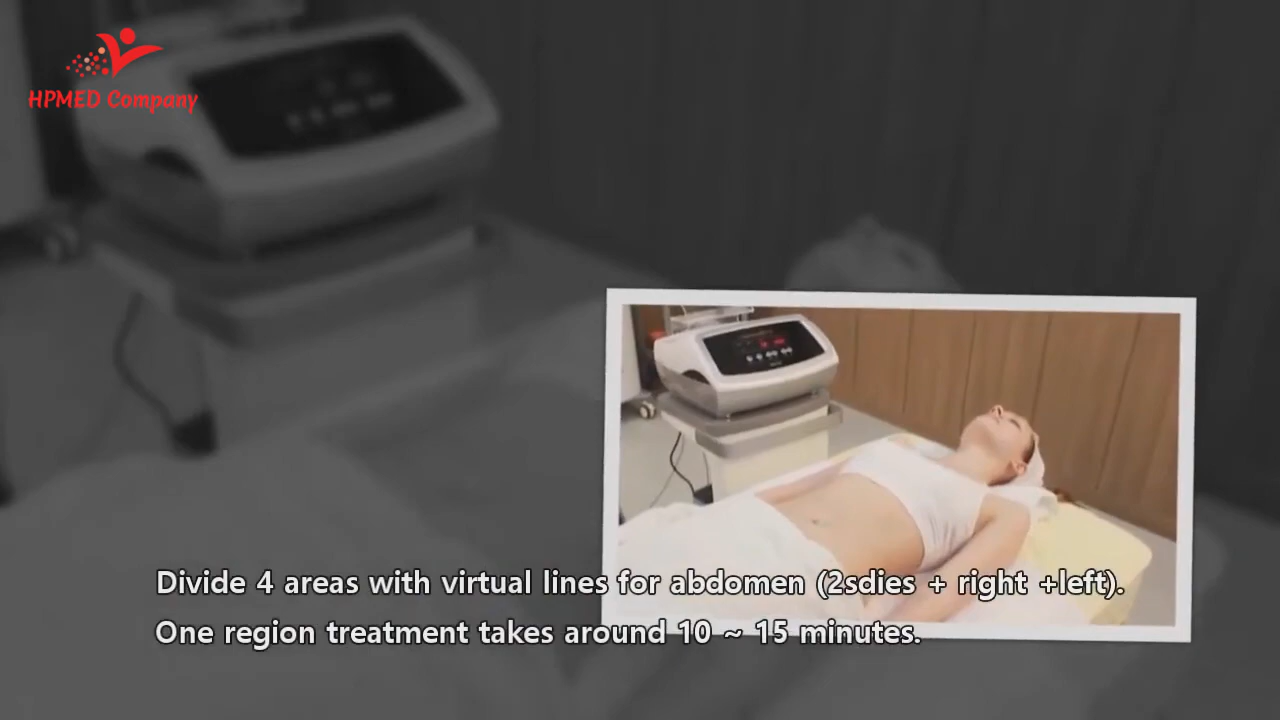 HPMED Company
Divide 4 areas with virtual lines for abdomen (2sdies + right +left).
One region treatment takes around 10 ~ 15 minutes.